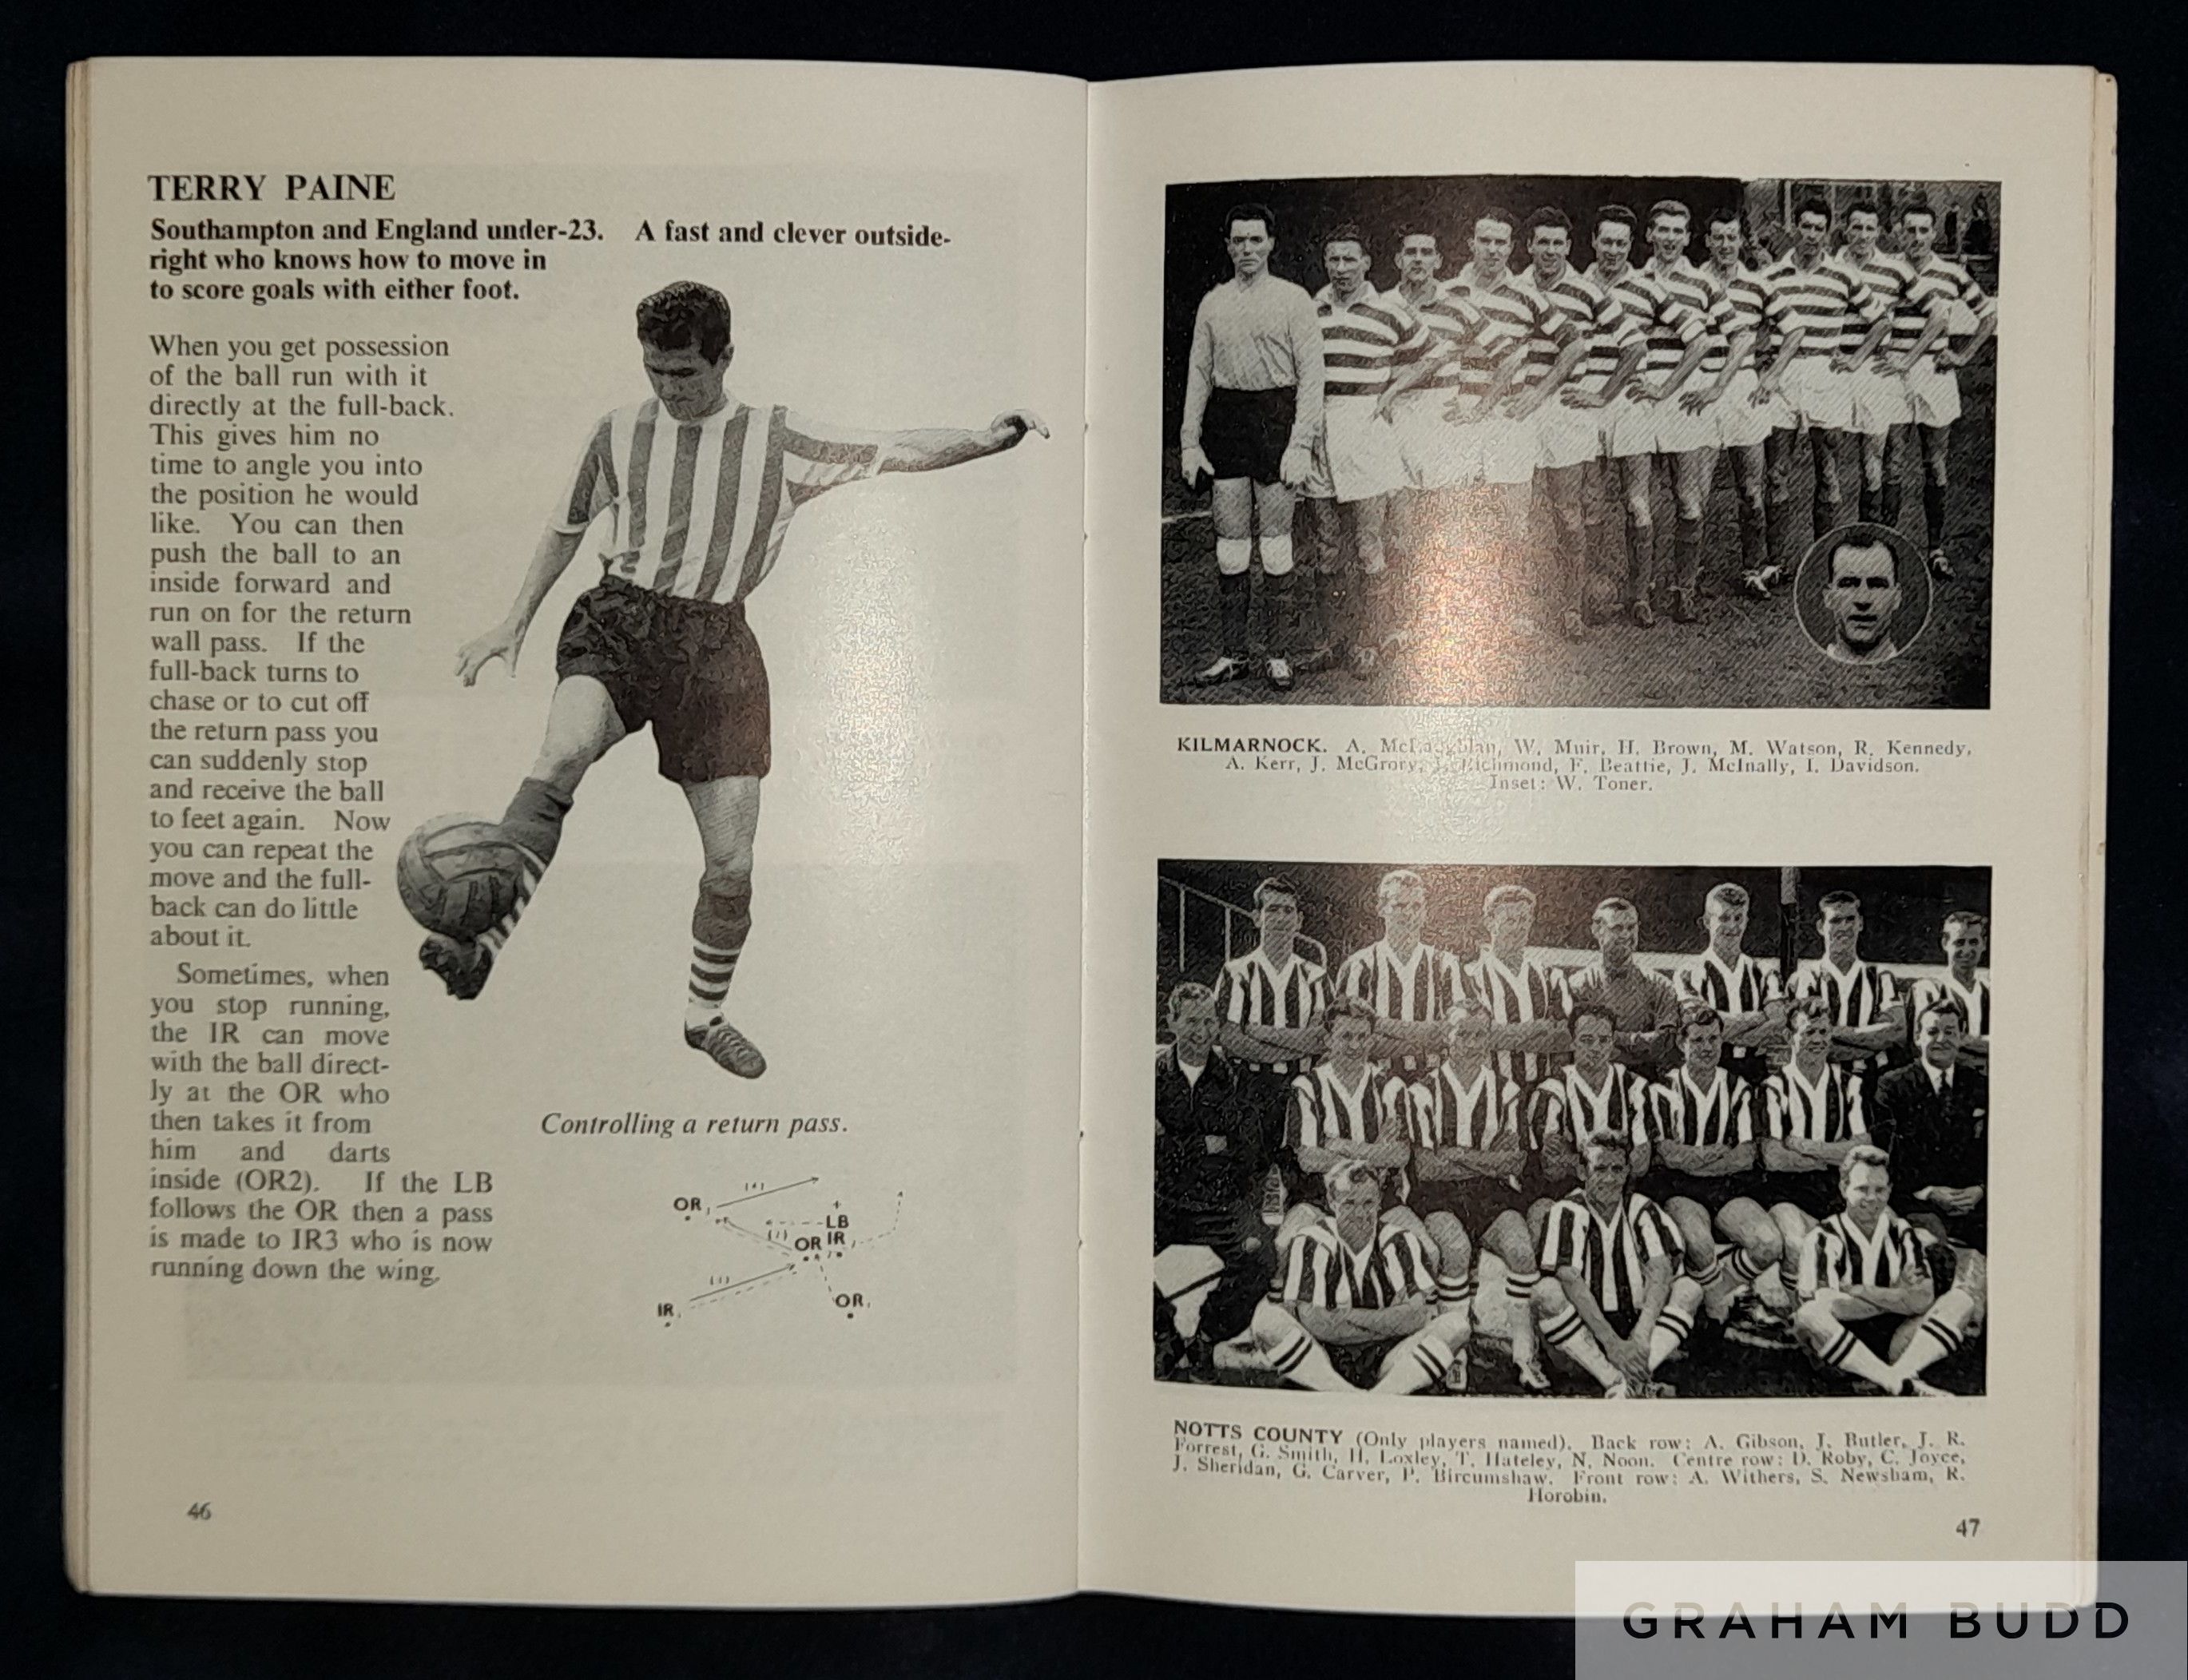 TERRY PAINE
Southampton and England under-23. A fast and clever outside-
right who knows how to move in
to score goals with either foot.
When you get possession
of the ball run with it
directly at the full-back.
This gives him no
time to angle you into
the position he would
like. You can then
push the ball to an
inside forward and
run on for the return
wall pass. If the
full-back turns to
chase or to cut off
the return pass you
can suddenly stop
and receive the ball
to feet again. Now
you can repeat the
move and the full-
back can do little
about it.
Sometimes, when
you stop running,
the IR can move
with the ball direct-
ly at the OR who
then takes it from
him and darts
inside (OR2). If the LB
follows the OR then a pass
is made to IR3 who is now
running down the wing.
Controlling a return pass.
OR
LB
OR IR
IR
OR
46
KILMARNOCK. A. McLaughlan, W. Muir, H. Brown, M. Watson, R. Kennedy,
A. Kerr, J. McGrory, Richmond, F. Beattie, J. McInally, I. Davidson.
Inset: W. Toner.
NOTTS COUNTY (Only players named). Back row: A. Gibson, J. Butler, J. R.
Forrest, G. Smith, H. Loxley, T. Hateley, N. Noon. Centre row: D. Roby, C. Joyce,
J. Sheridan, G. Carver, P. Bircumshaw. Front row: A. Withers, S. Newsham, R.
Horobin.
47
GRAHAM BUDD